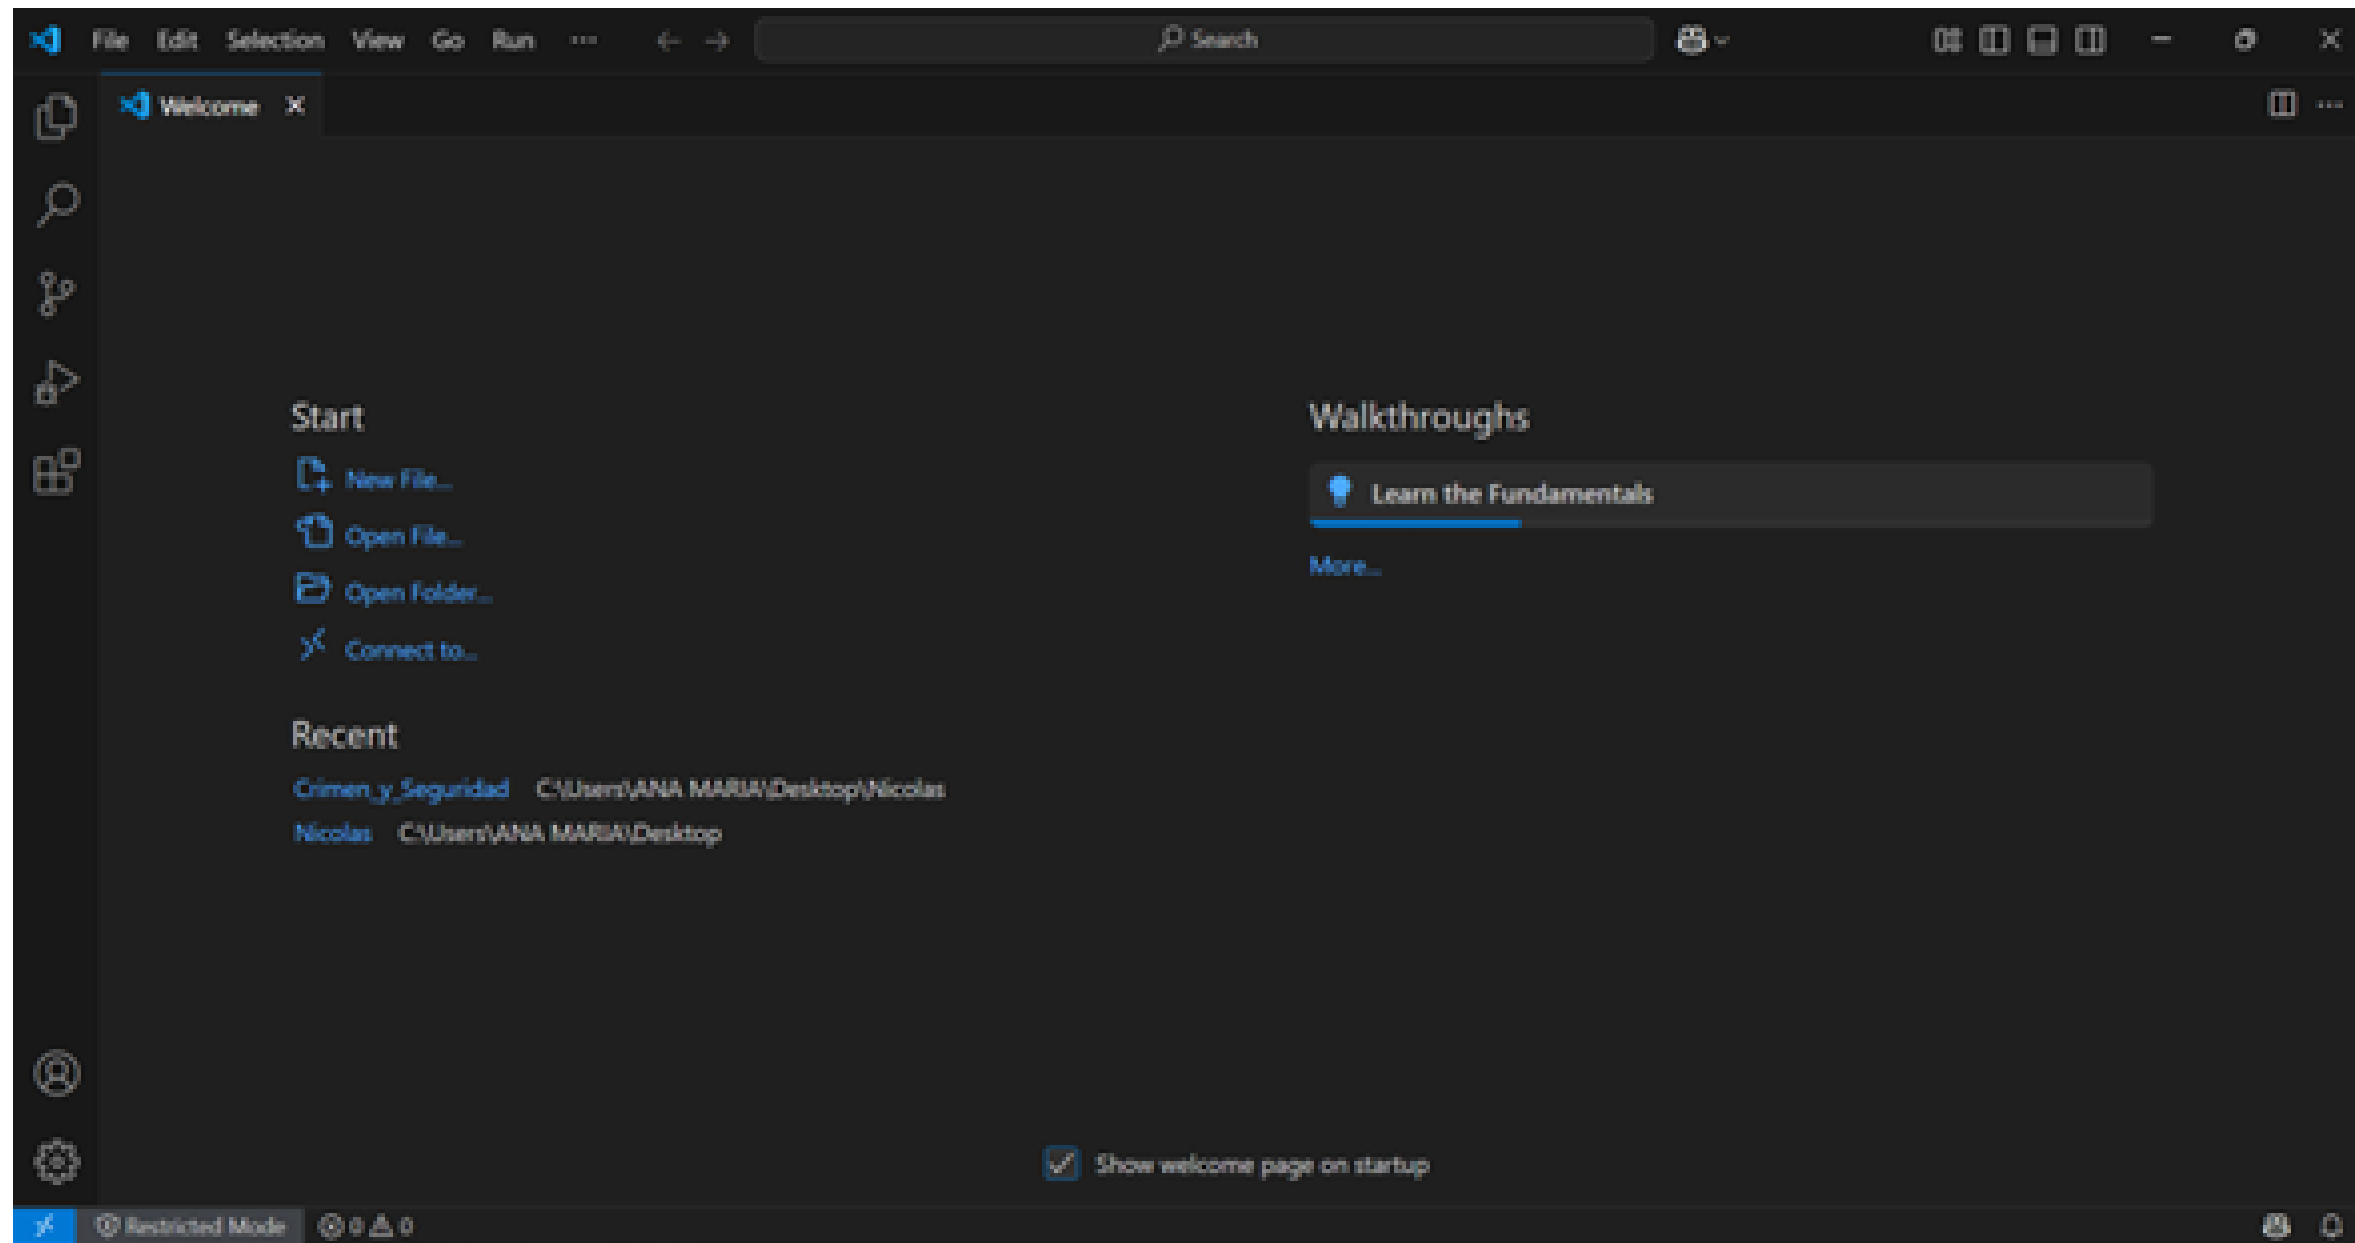 File Edit Selection View Go Run ··· Search
Welcome
Start
New File...
Open File...
Open Folder...
Connect to...
Recent
Crimen_y_Seguridad C:\Users\ANA MARIA\Desktop\Nicolas
Nicolas C:\Users\ANA MARIA\Desktop
Walkthroughs
Learn the Fundamentals
More...
Show welcome page on startup
Restricted Mode 0 0